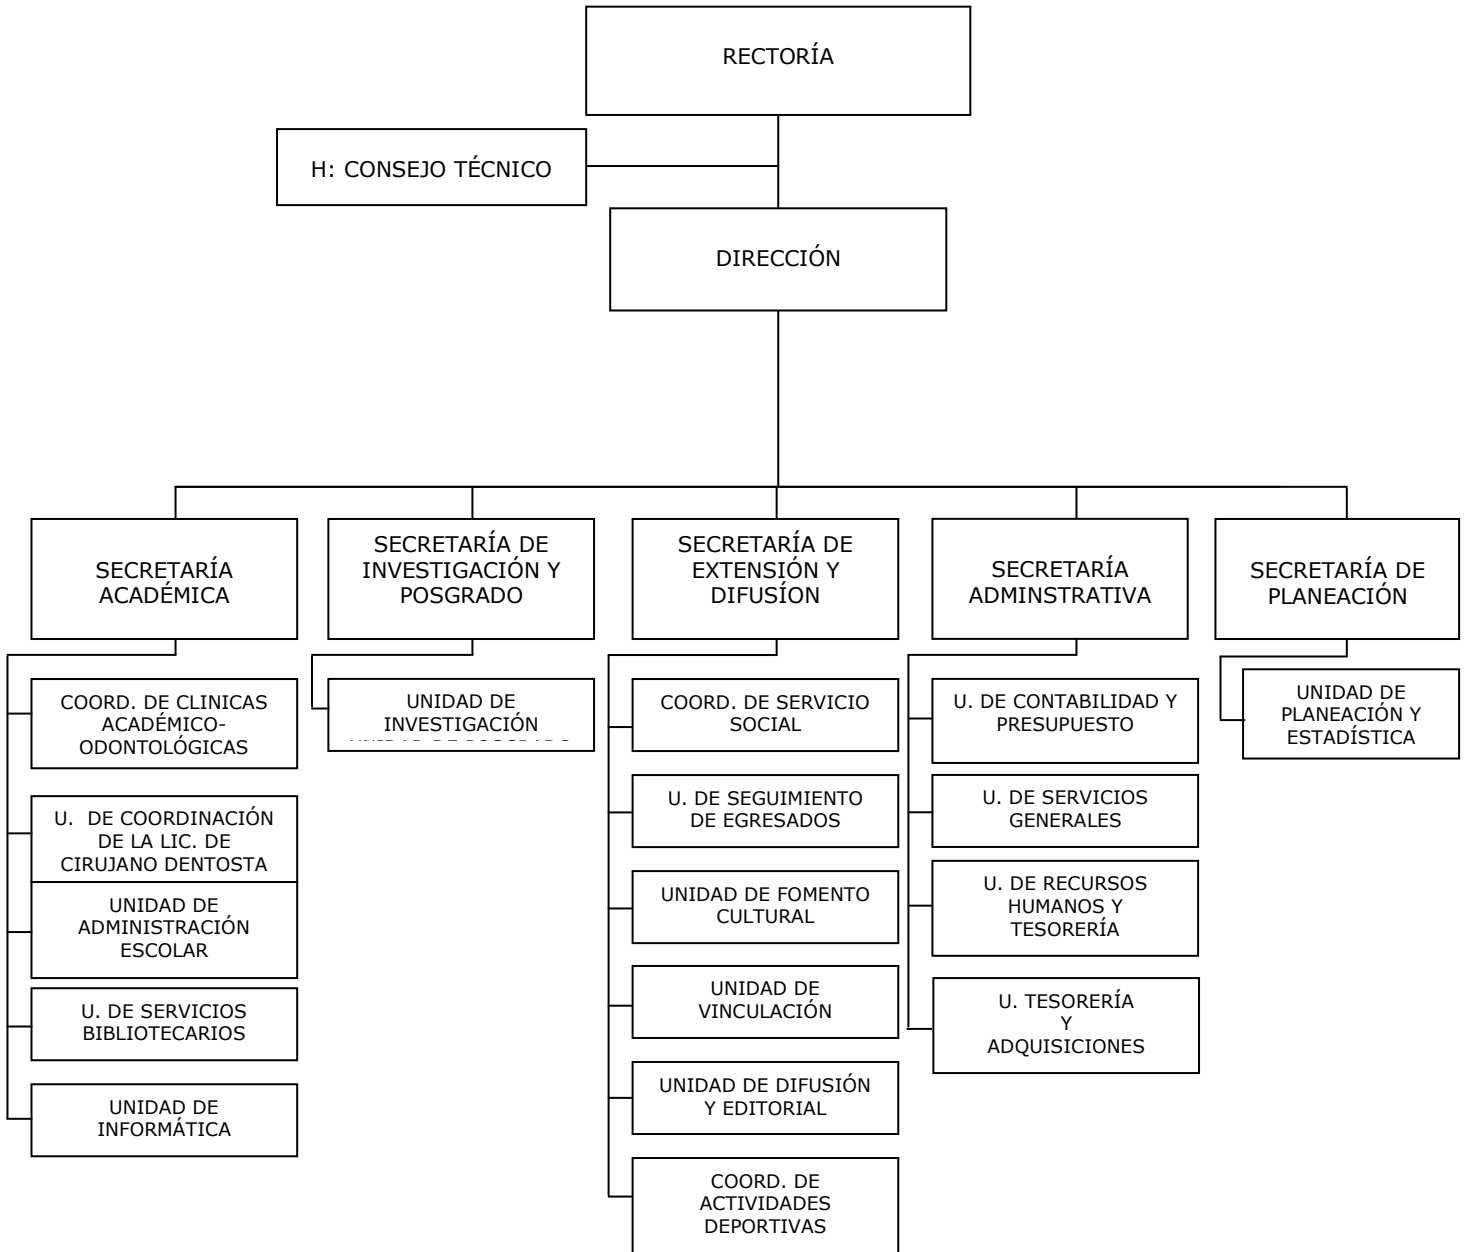 RECTORÍA
H: CONSEJO TÉCNICO
DIRECCIÓN
SECRETARÍA
ACADÉMICA
SECRETARÍA DE
INVESTIGACIÓN Y
POSGRADO
SECRETARÍA DE
EXTENSIÓN Y
DIFUSÍON
SECRETARÍA
ADMINSTRATIVA
SECRETARÍA DE
PLANEACIÓN
COORD. DE CLINICAS
ACADÉMICO-
ODONTOLÓGICAS
U. DE COORDINACIÓN
DE LA LIC. DE
CIRUJANO DENTOSTA
UNIDAD DE
ADMINISTRACIÓN
ESCOLAR
U. DE SERVICIOS
BIBLIOTECARIOS
UNIDAD DE
INFORMÁTICA
UNIDAD DE
INVESTIGACIÓN
COORD. DE SERVICIO
SOCIAL
U. DE SEGUIMIENTO
DE EGRESADOS
UNIDAD DE FOMENTO
CULTURAL
UNIDAD DE
VINCULACIÓN
UNIDAD DE DIFUSIÓN
Y EDITORIAL
COORD. DE
ACTIVIDADES
DEPORTIVAS
U. DE CONTABILIDAD Y
PRESUPUESTO
U. DE SERVICIOS
GENERALES
U. DE RECURSOS
HUMANOS Y
TESORERÍA
U. TESORERÍA
Y
ADQUISICIONES
UNIDAD DE
PLANEACIÓN Y
ESTADÍSTICA